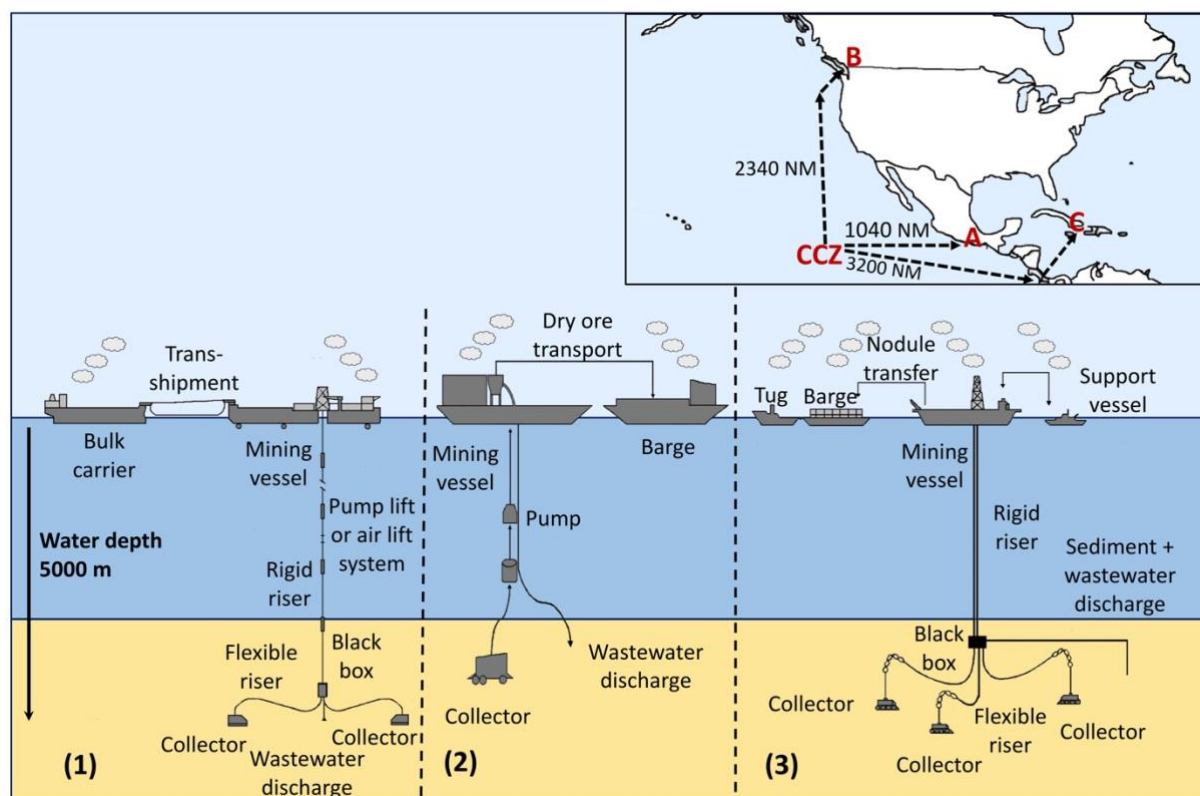 B
2340 NM
1040 NM
A
C
CCZ
3200 NM
Trans-
shipment
Bulk
carrier
Mining
vessel
Pump lift
or air lift
system
Rigid
riser
Water depth
5000 m
Flexible
riser
Black
box
Collector
Collector
Wastewater
discharge
(1)
Dry ore
transport
Mining
vessel
Barge
Pump
Wastewater
discharge
Collector
(2)
Nodule
transfer
Tug
Barge
Support
vessel
Mining
vessel
Rigid
riser
Sediment +
wastewater
discharge
Black
box
Collector
Flexible
riser
Collector
Collector
(3)